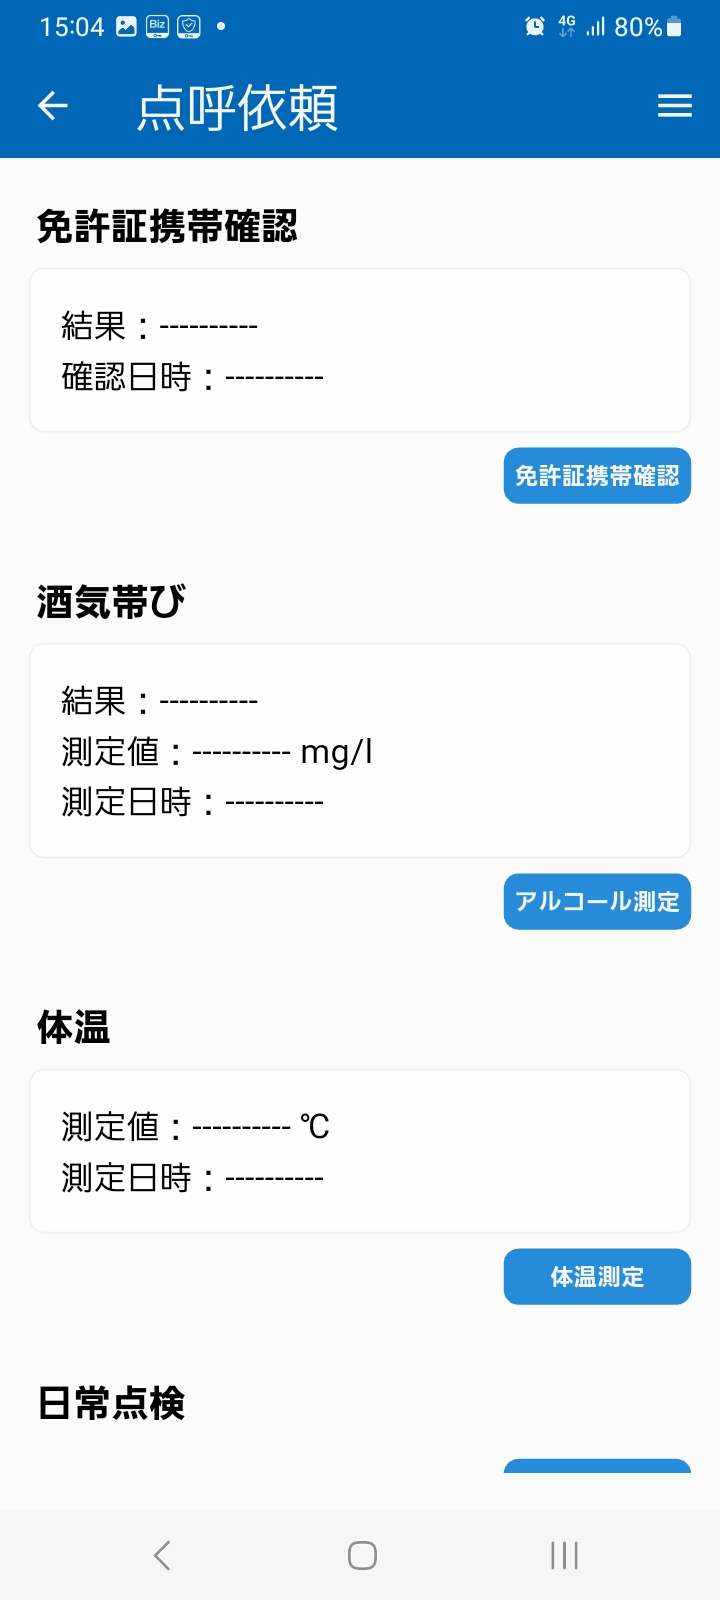 15:04 Biz 4G 80%
点呼依頼
免許証携帯確認
結果：----------
確認日時：----------
免許証携帯確認
酒気帯び
結果：----------
測定値：---------- mg/l
測定日時：----------
アルコール測定
体温
測定値：---------- ℃
測定日時：----------
体温測定
日常点検